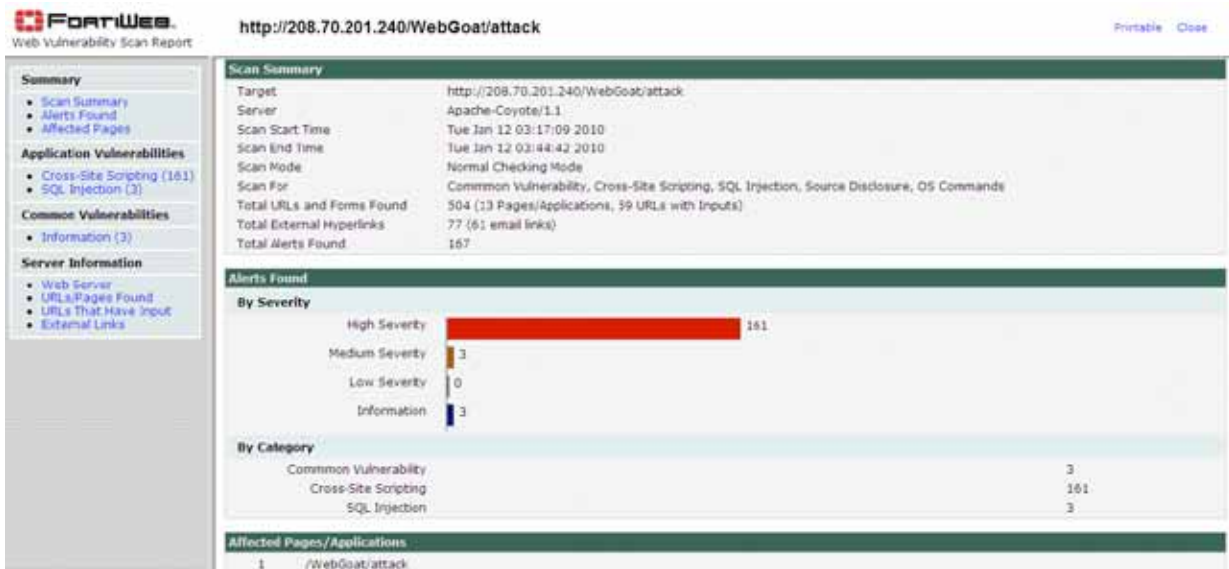 FORTIWEB.
Web Vulnerability Scan Report
http://208.70.201.240/WebGoat/attack
Printable Close
Summary
Scan Summary
Alerts Found
Affected Pages
Application Vulnerabilities
Cross-Site Scripting (161)
SQL Injection (3)
Common Vulnerabilities
Information (3)
Server Information
Web Server
URLs/Pages Found
URLs That Have Input
External Links
Scan Summary
Target http://208.70.201.240/WebGoat/attack
Server Apache-Coyote/1.1
Scan Start Time Tue Jan 12 03:17:09 2010
Scan End Time Tue Jan 12 03:44:42 2010
Scan Mode Normal Checking Mode
Scan For Commmon Vulnerability, Cross-Site Scripting, SQL Injection, Source Disclosure, OS Commands
Total URLs and Forms Found 504 (13 Pages/Applications, 59 URLs with Inputs)
Total External Hyperlinks 77 (61 email links)
Total Alerts Found 167
Alerts Found
By Severity
High Severity 161
Medium Severity 3
Low Severity 0
Information 3
By Category
Commmon Vulnerability 3
Cross-Site Scripting 161
SQL Injection 3
Affected Pages/Applications
1 /WebGoat/attack